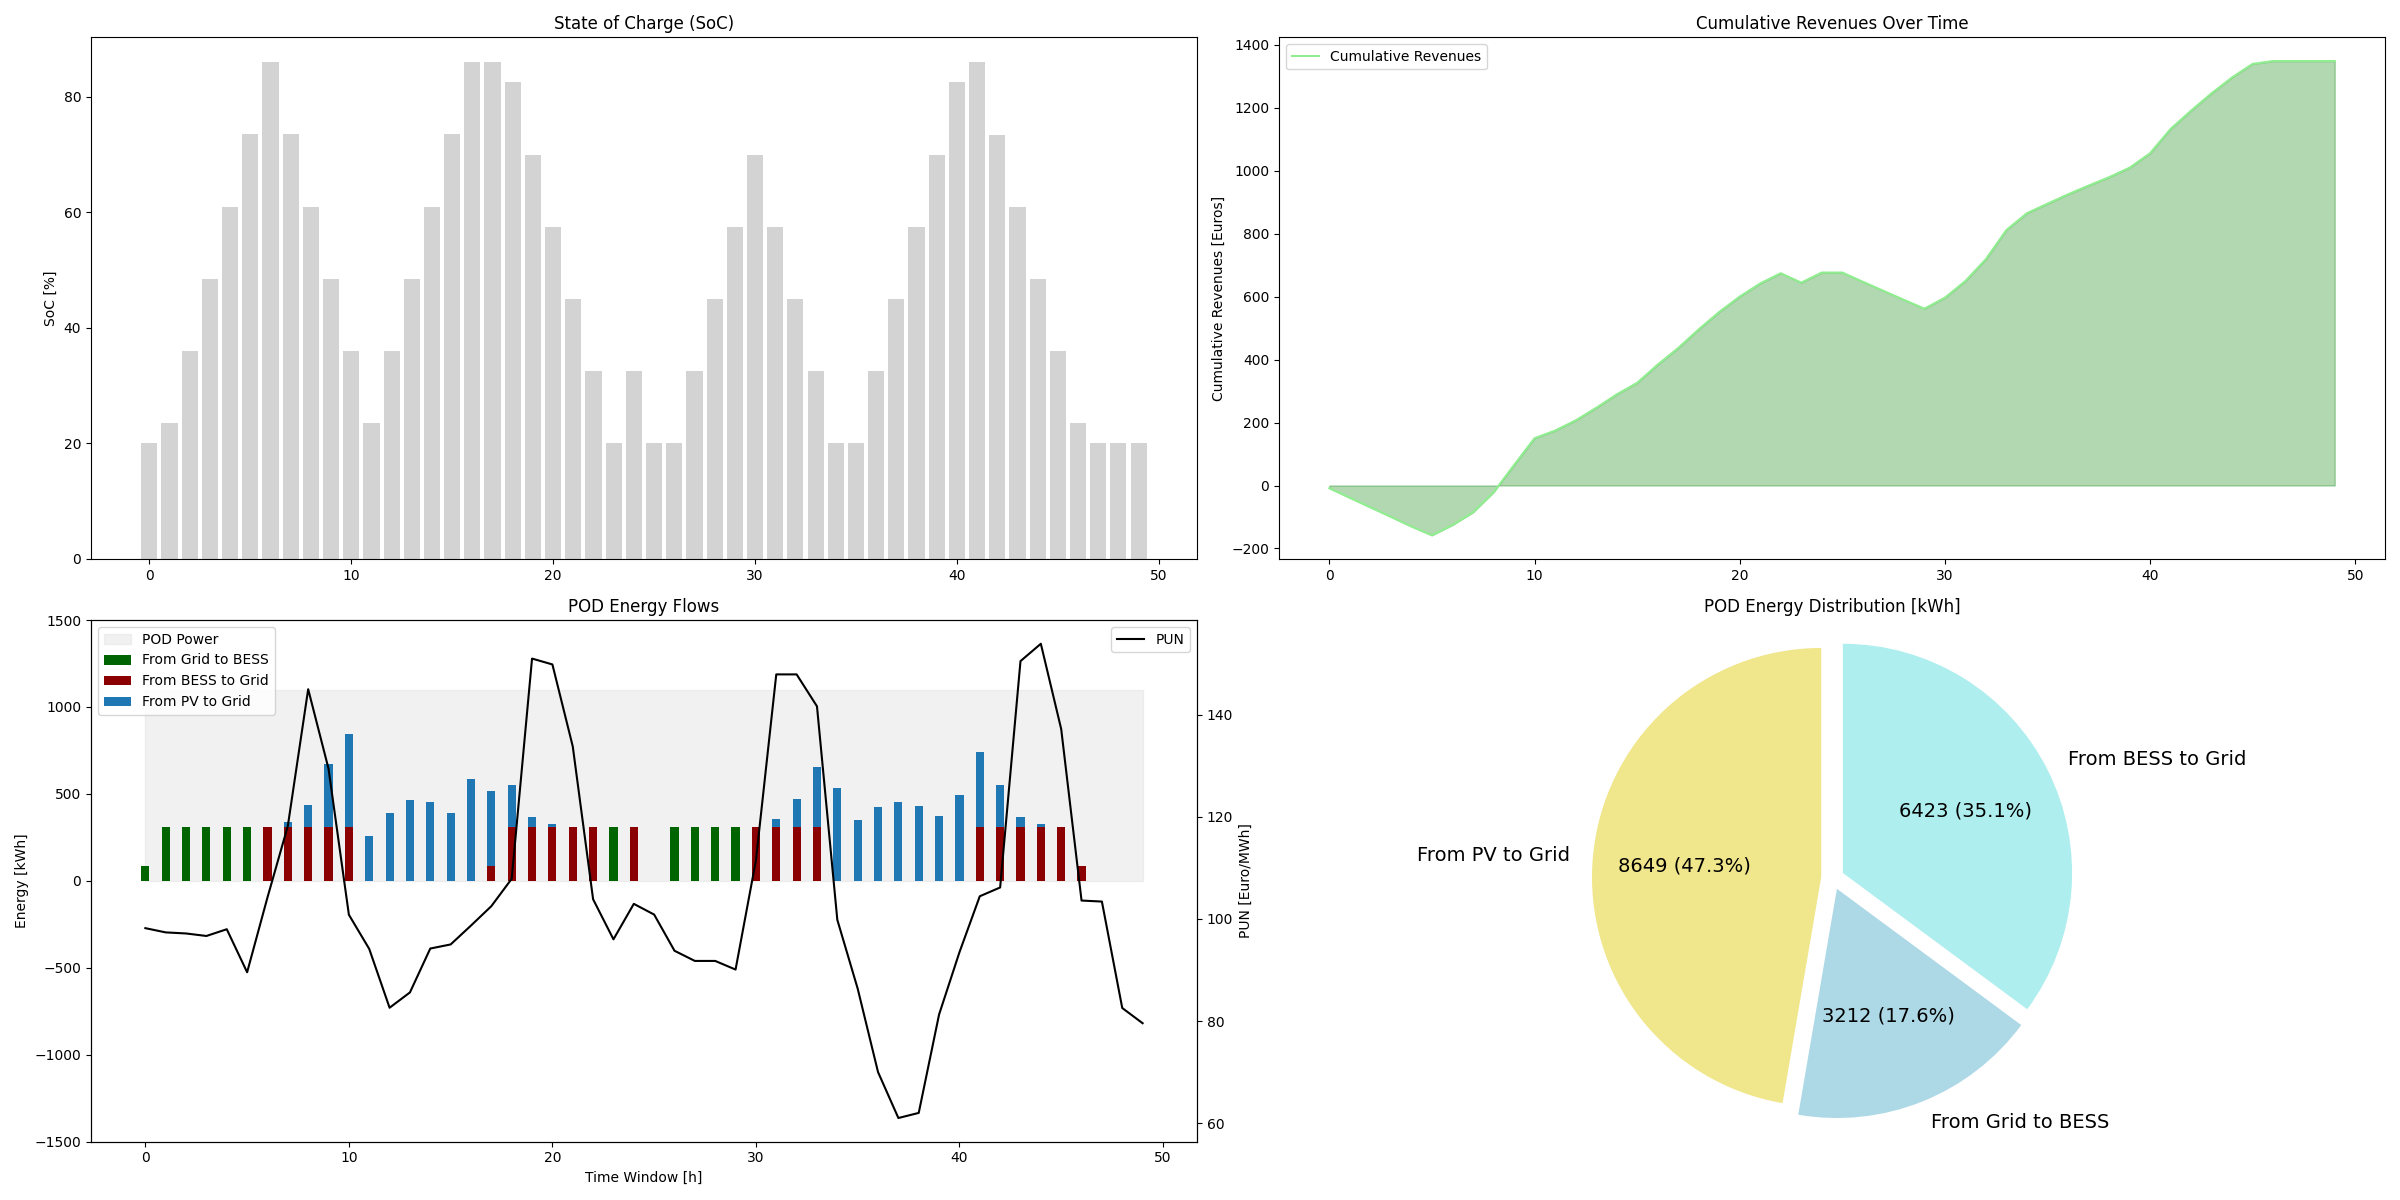 State of Charge (SoC)
SoC [%]
80
60
40
20
0
0 10 20 30 40 50
Cumulative Revenues Over Time
Cumulative Revenues
Cumulative Revenues [Euros]
1400
1200
1000
800
600
400
200
0
−200
0 10 20 30 40 50
POD Energy Flows
POD Power
From Grid to BESS
From BESS to Grid
From PV to Grid
PUN
Energy [kWh]
1500
1000
500
0
−500
−1000
−1500
0 10 20 30 40 50
Time Window [h]
140
120
100
80
60
PUN [Euro/MWh]
POD Energy Distribution [kWh]
From BESS to Grid
6423 (35.1%)
From PV to Grid
8649 (47.3%)
3212 (17.6%)
From Grid to BESS